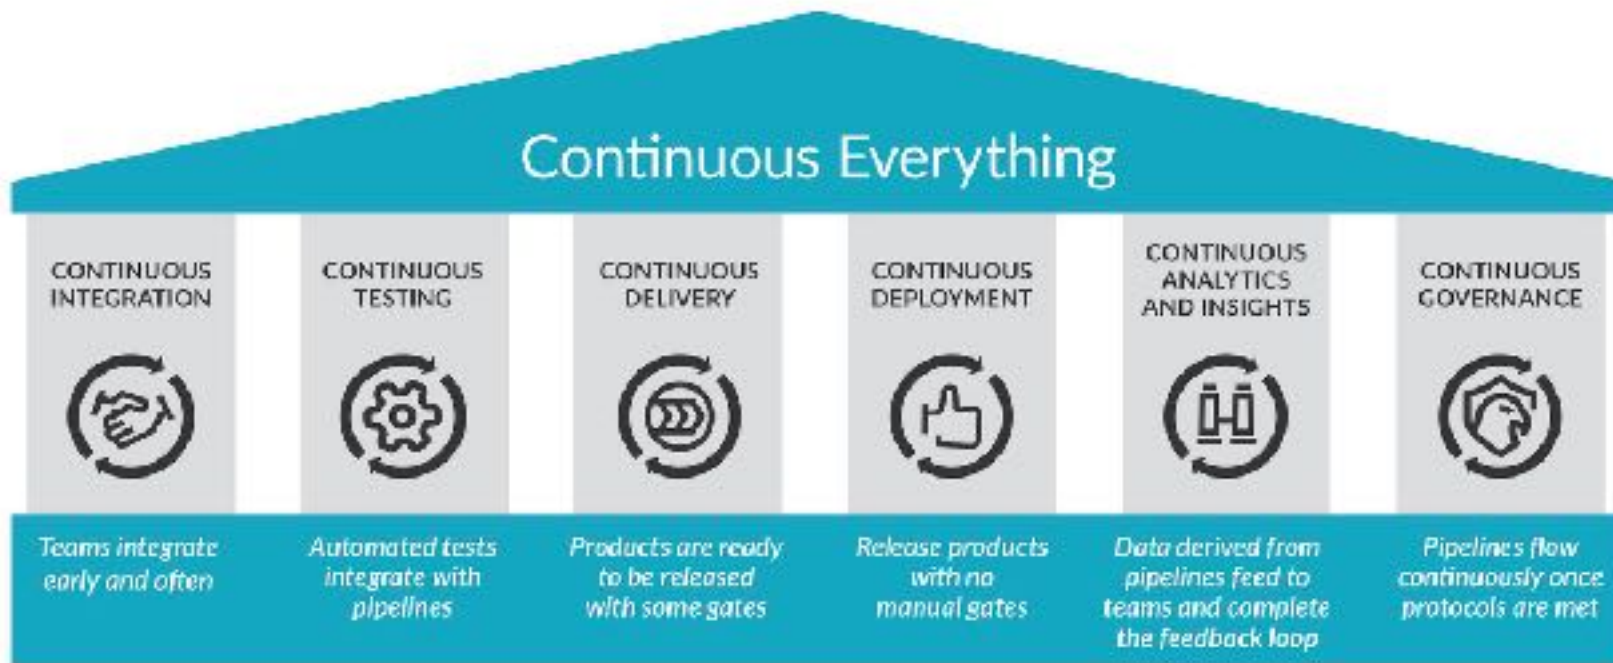 Continuous Everything
CONTINUOUS
INTEGRATION
CONTINUOUS
TESTING
CONTINUOUS
DELIVERY
CONTINUOUS
DEPLOYMENT
CONTINUOUS
ANALYTICS
AND INSIGHTS
CONTINUOUS
GOVERNANCE
Teams integrate
early and often
Automated tests
integrate with
pipelines
Products are ready
to be released
with some gates
Release products
with no
manual gates
Data derived from
pipelines feed to
teams and complete
the feedback loop
Pipelines flow
continuously once
protocols are met